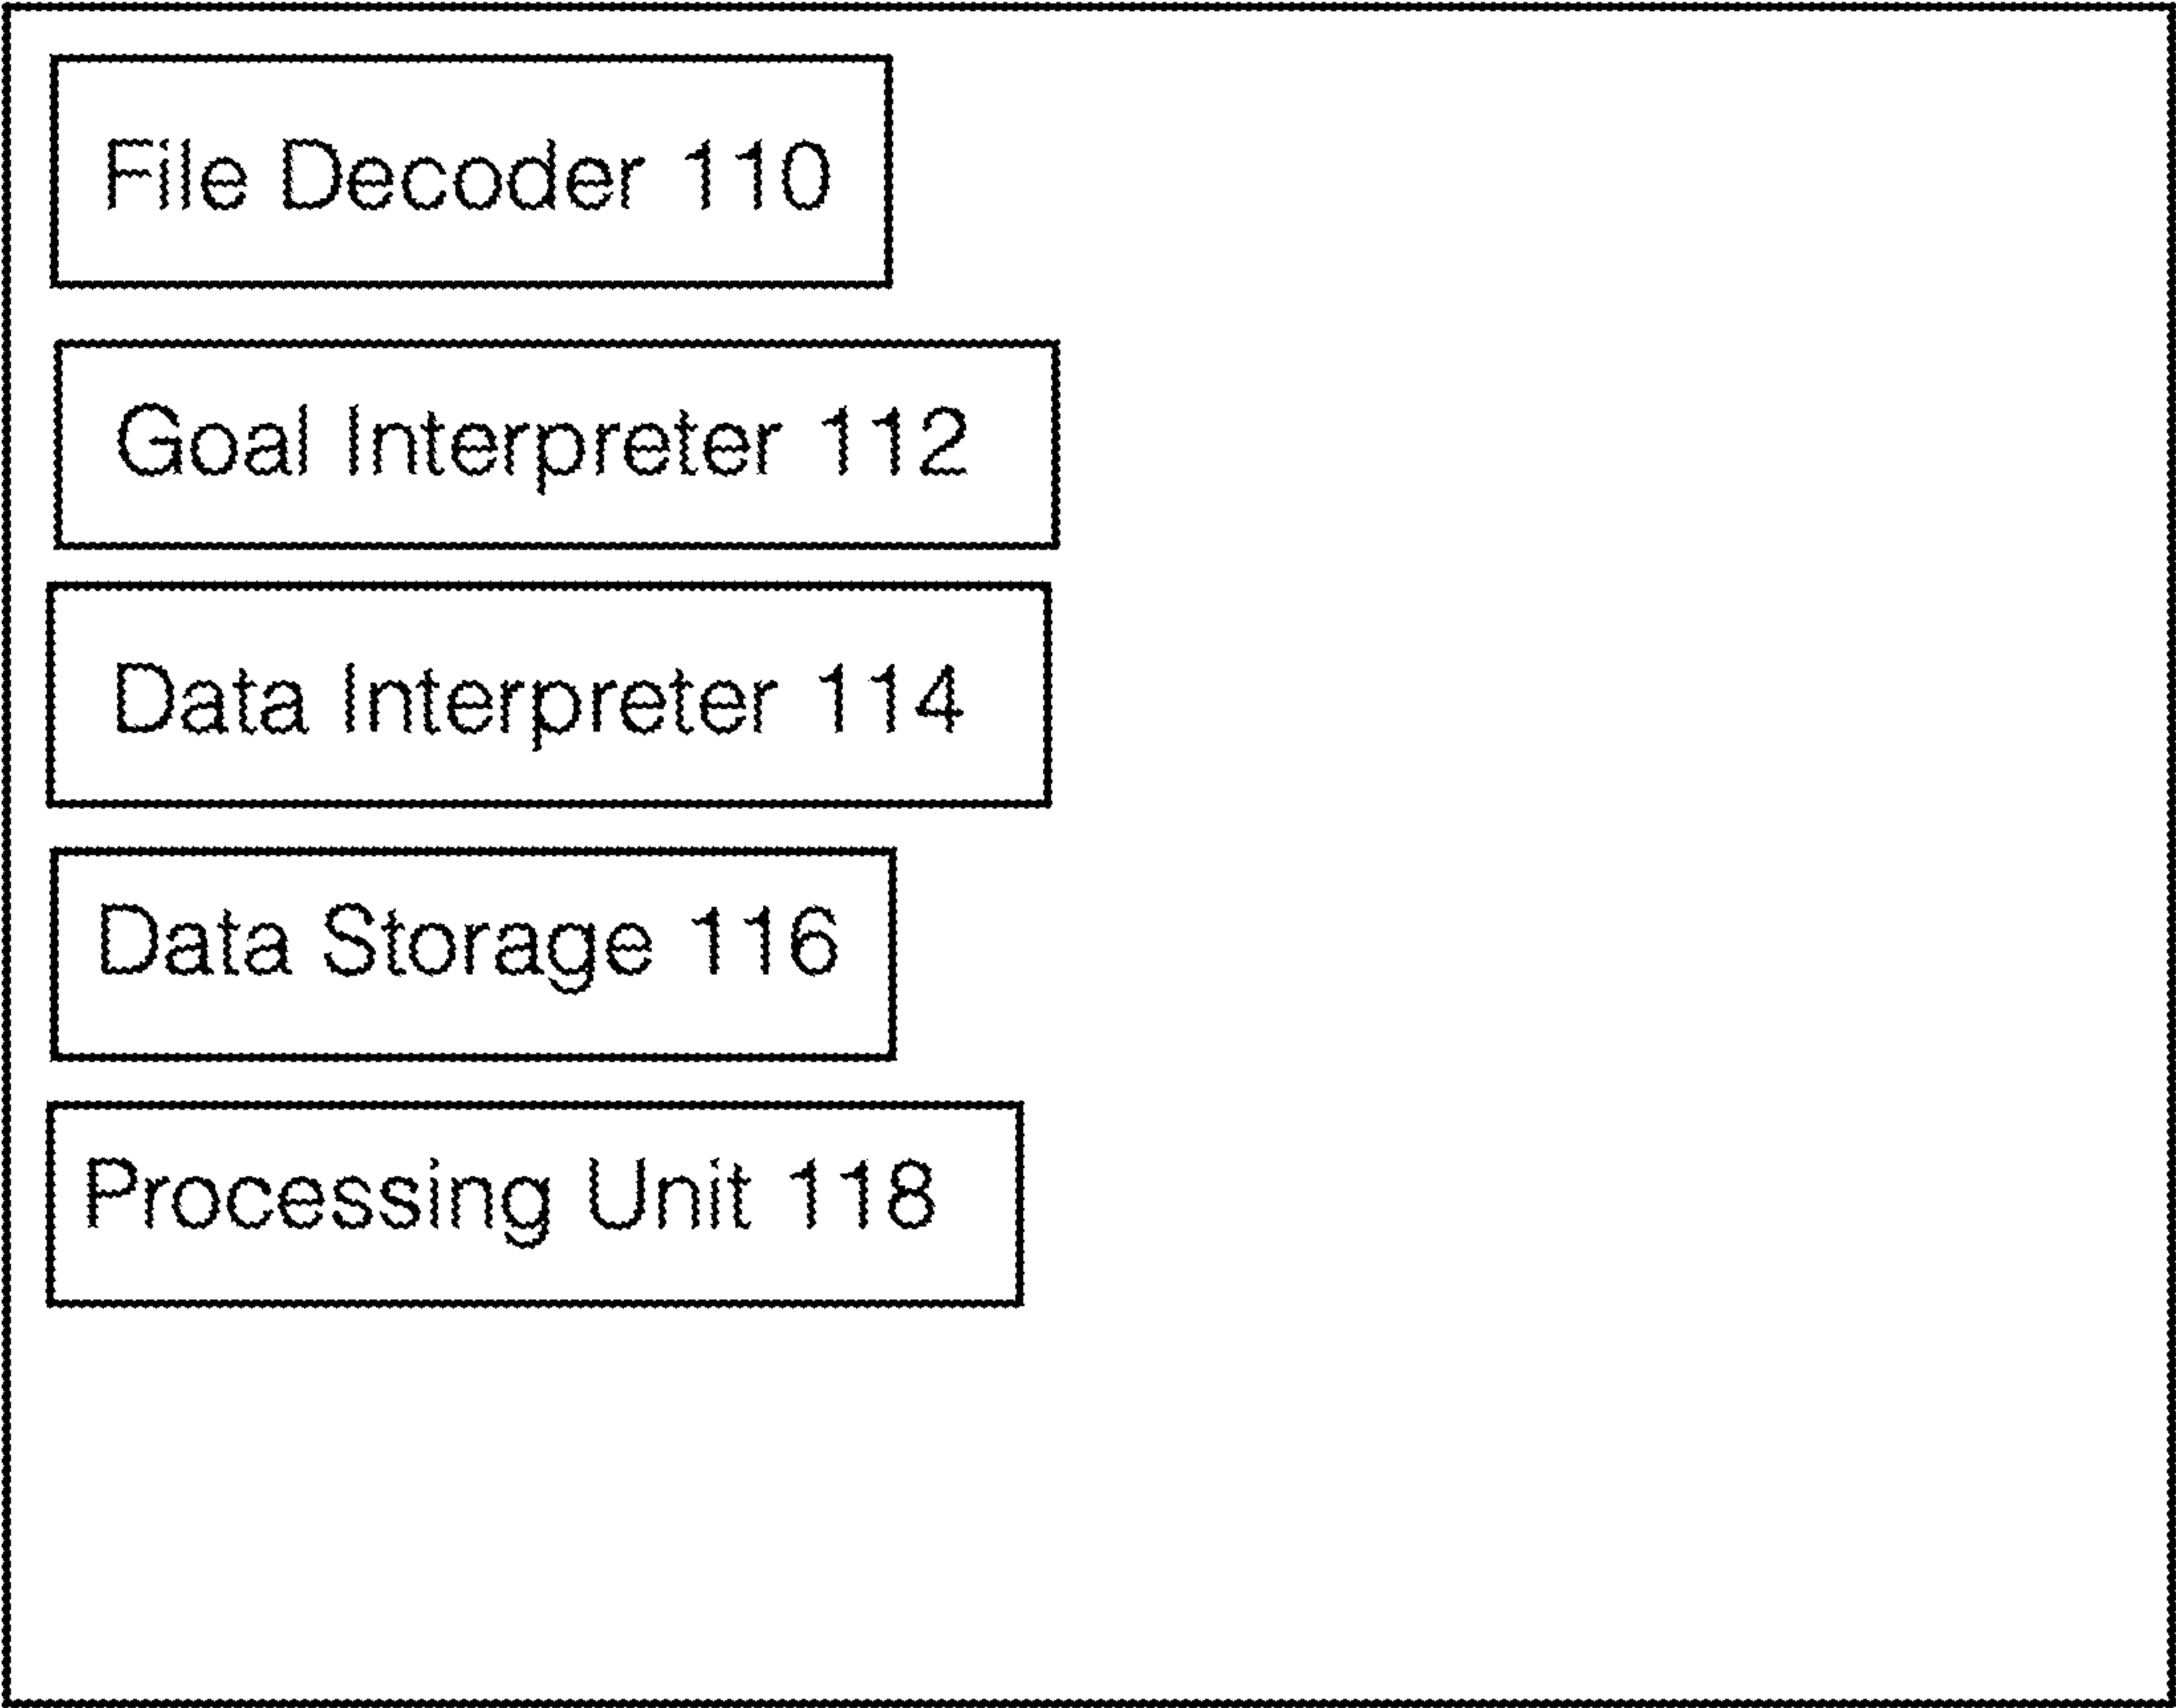 File Decoder 110
Goal Interpreter 112
Data Interpreter 114
Data Storage 116
Processing Unit 118